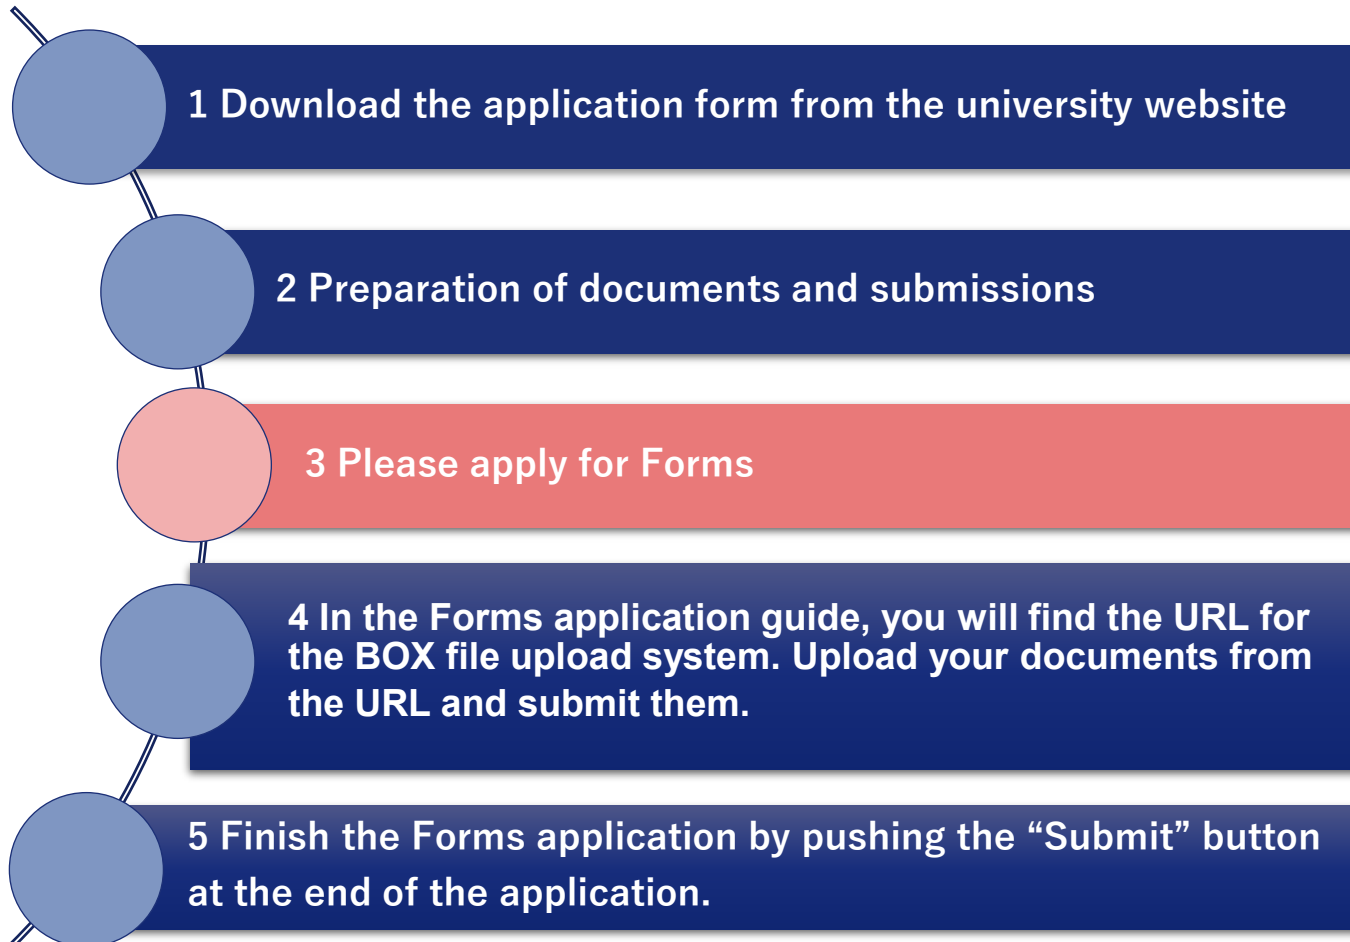 1 Download the application form from the university website
2 Preparation of documents and submissions
3 Please apply for Forms
4 In the Forms application guide, you will find the URL for
the BOX file upload system. Upload your documents from
the URL and submit them.
5 Finish the Forms application by pushing the “Submit” button
at the end of the application.